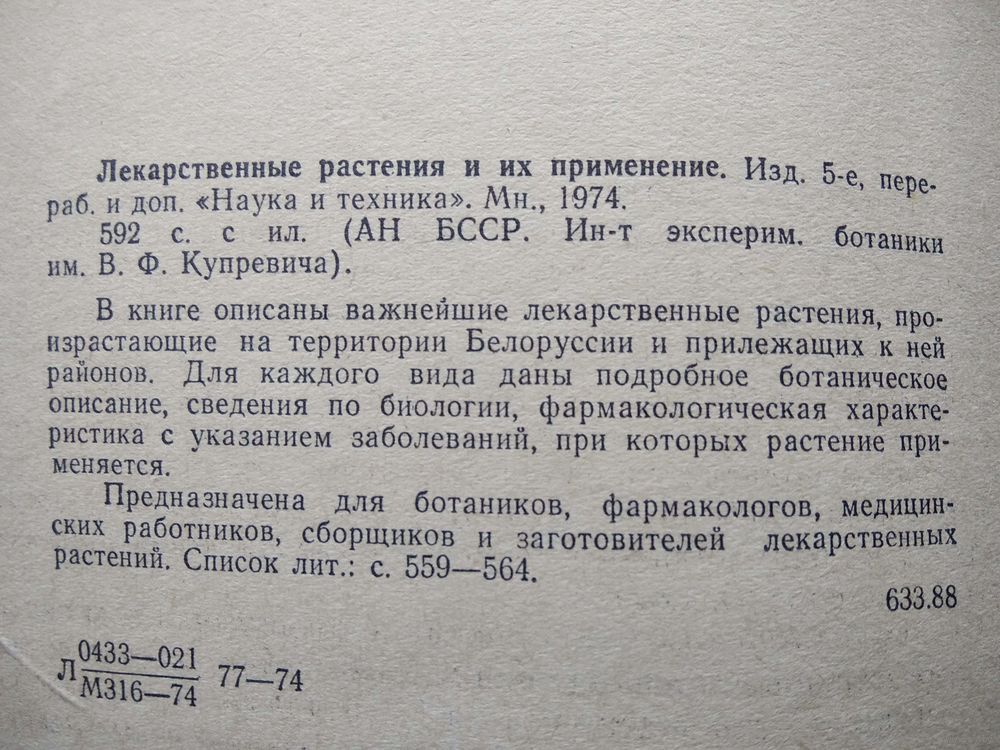 Лекарственные растения и их применение. Изд. 5-е, пере-
раб. и доп. «Наука и техника». Мн., 1974.
592 с. с ил. (АН БССР. Ин-т эксперим. ботаники
им. В. Ф. Купревича).
В книге описаны важнейшие лекарственные растения, про-
израстающие на территории Белоруссии и прилежащих к ней
районов. Для каждого вида даны подробное ботаническое
описание, сведения по биологии, фармакологическая характе-
ристика с указанием заболеваний, при которых растение при-
меняется.
Предназначена для ботаников, фармакологов, медицин-
ских работников, сборщиков и заготовителей лекарственных
растений. Список лит.: с. 559—564.
633.88
Л 0433—021
М316—74 77—74